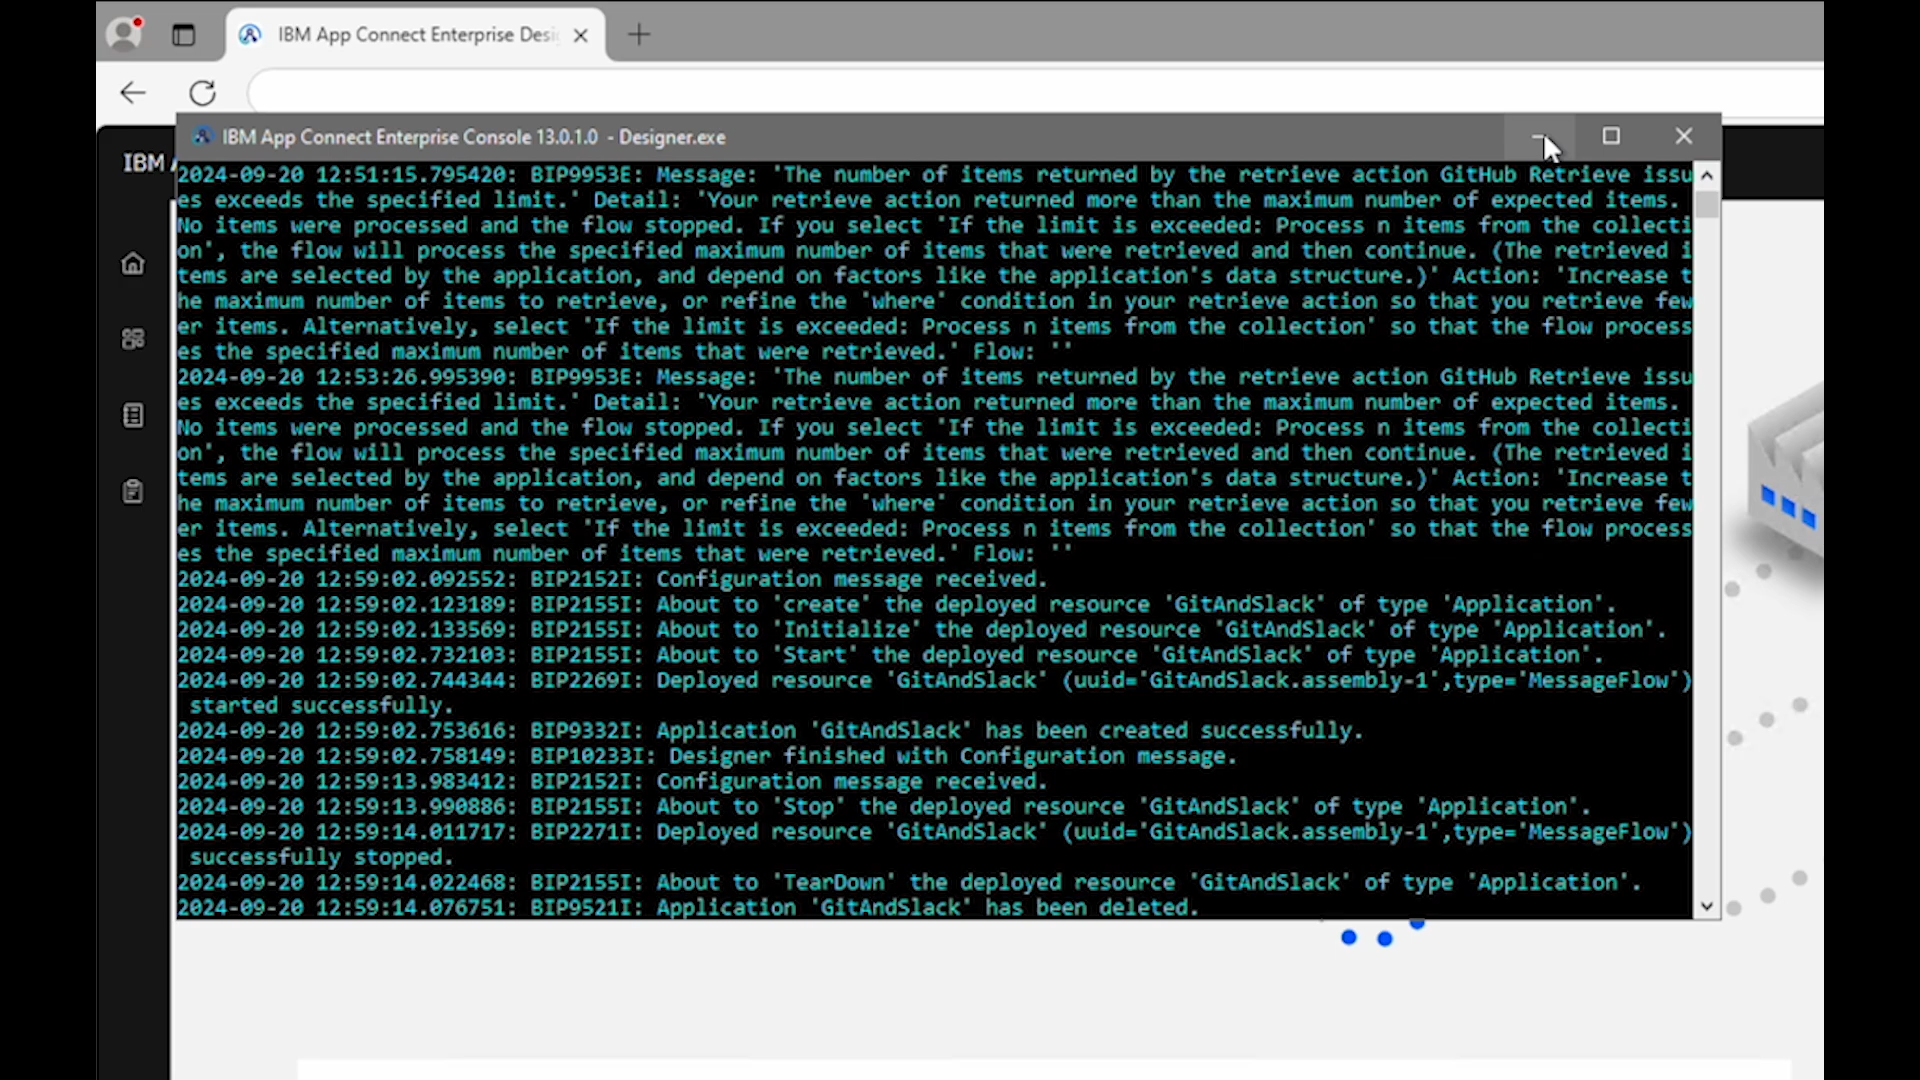 IBM App Connect Enterprise Desi
IBM App Connect Enterprise Console 13.0.1.0 - Designer.exe
IBM A
2024-09-20 12:51:15.795420: BIP9953E: Message: 'The number of items returned by the retrieve action GitHub Retrieve issu
es exceeds the specified limit.' Detail: 'Your retrieve action returned more than the maximum number of expected items.
No items were processed and the flow stopped. If you select 'If the limit is exceeded: Process n items from the collecti
on', the flow will process the specified maximum number of items that were retrieved and then continue. (The retrieved i
tems are selected by the application, and depend on factors like the application's data structure.)' Action: 'Increase t
he maximum number of items to retrieve, or refine the 'where' condition in your retrieve action so that you retrieve few
er items. Alternatively, select 'If the limit is exceeded: Process n items from the collection' so that the flow process
es the specified maximum number of items that were retrieved.' Flow: ''
2024-09-20 12:53:26.995390: BIP9953E: Message: 'The number of items returned by the retrieve action GitHub Retrieve issu
es exceeds the specified limit.' Detail: 'Your retrieve action returned more than the maximum number of expected items.
No items were processed and the flow stopped. If you select 'If the limit is exceeded: Process n items from the collecti
on', the flow will process the specified maximum number of items that were retrieved and then continue. (The retrieved i
tems are selected by the application, and depend on factors like the application's data structure.)' Action: 'Increase t
he maximum number of items to retrieve, or refine the 'where' condition in your retrieve action so that you retrieve few
er items. Alternatively, select 'If the limit is exceeded: Process n items from the collection' so that the flow process
es the specified maximum number of items that were retrieved.' Flow: ''
2024-09-20 12:59:02.092552: BIP2152I: Configuration message received.
2024-09-20 12:59:02.123189: BIP2155I: About to 'create' the deployed resource 'GitAndSlack' of type 'Application'.
2024-09-20 12:59:02.133569: BIP2155I: About to 'Initialize' the deployed resource 'GitAndSlack' of type 'Application'.
2024-09-20 12:59:02.732103: BIP2155I: About to 'Start' the deployed resource 'GitAndSlack' of type 'Application'.
2024-09-20 12:59:02.744344: BIP2269I: Deployed resource 'GitAndSlack' (uuid='GitAndSlack.assembly-1',type='MessageFlow')
started successfully.
2024-09-20 12:59:02.753616: BIP9332I: Application 'GitAndSlack' has been created successfully.
2024-09-20 12:59:02.758149: BIP10233I: Designer finished with Configuration message.
2024-09-20 12:59:13.983412: BIP2152I: Configuration message received.
2024-09-20 12:59:13.990886: BIP2155I: About to 'Stop' the deployed resource 'GitAndSlack' of type 'Application'.
2024-09-20 12:59:14.011717: BIP2271I: Deployed resource 'GitAndSlack' (uuid='GitAndSlack.assembly-1',type='MessageFlow')
successfully stopped.
2024-09-20 12:59:14.022468: BIP2155I: About to 'TearDown' the deployed resource 'GitAndSlack' of type 'Application'.
2024-09-20 12:59:14.076751: BIP9521I: Application 'GitAndSlack' has been deleted.